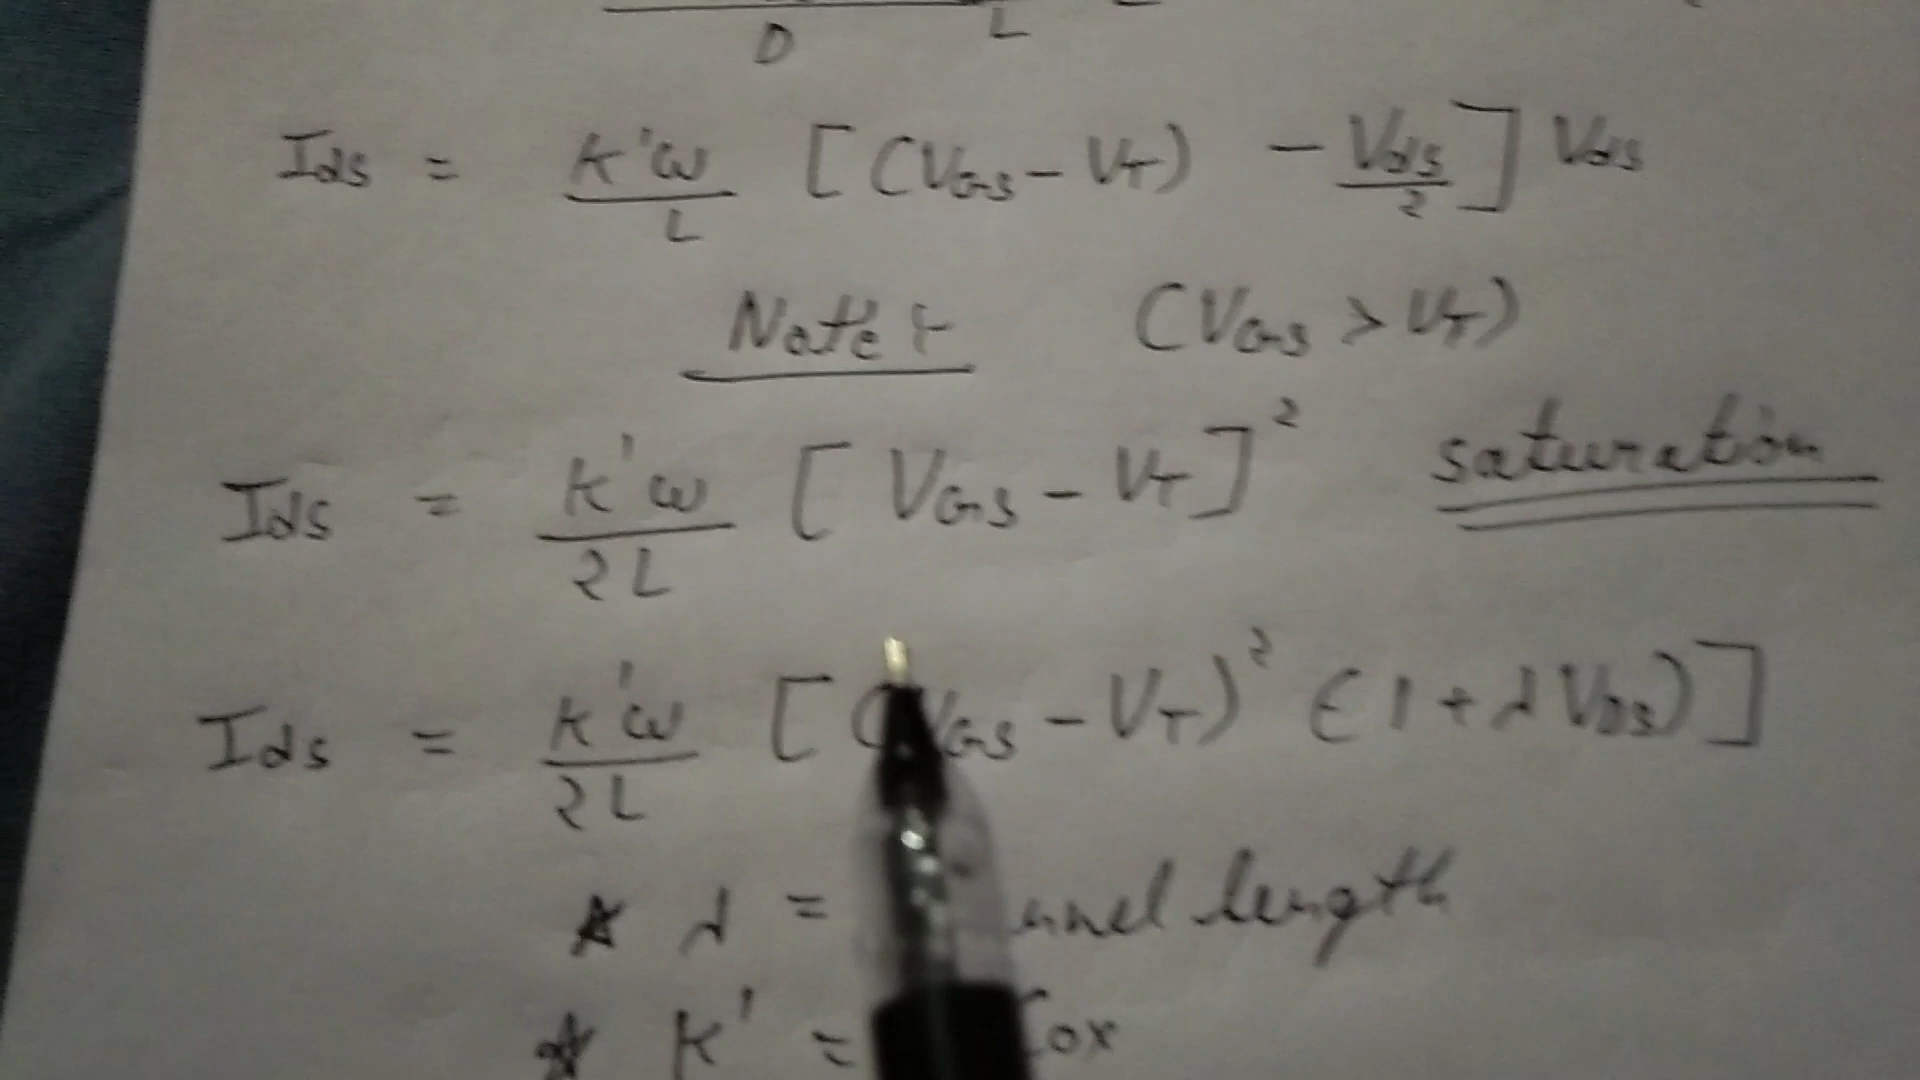 D L
Ids = K'W/L [(VGS - VT) - Vds/2] Vds
Note :- (VGS > VT)
Ids = K'W/2L [VGS - VT]² saturation
Ids = K'W/2L [(VGS - VT)² (1 + λVDS)]
* λ = length
* K' =